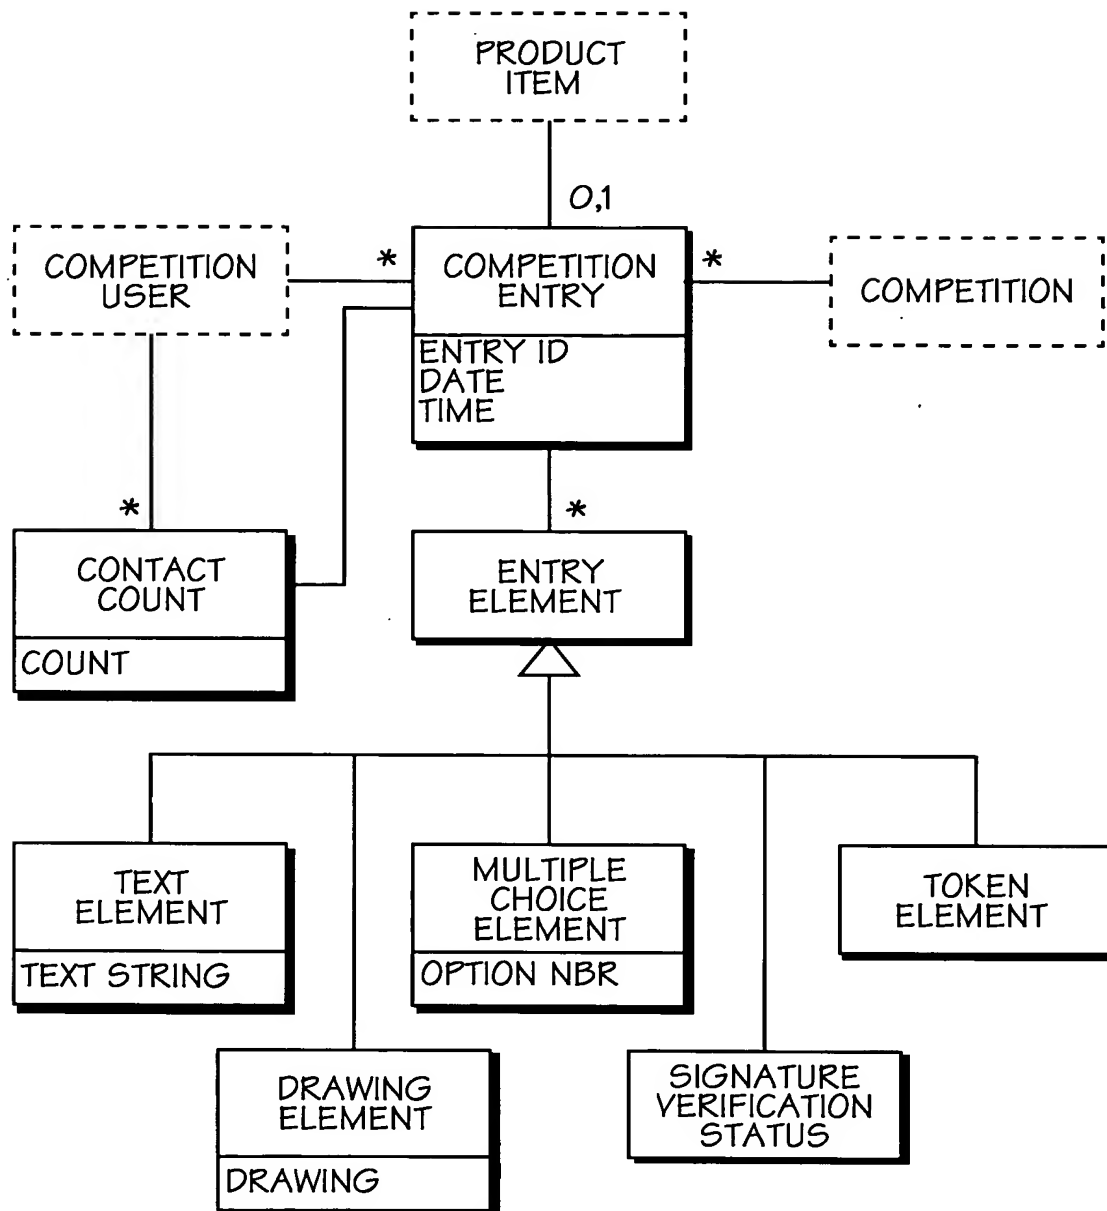 PRODUCT
ITEM
0,1
COMPETITION
USER
*
COMPETITION
ENTRY
*
COMPETITION
ENTRY ID
DATE
TIME
*
*
CONTACT
COUNT
COUNT
ENTRY
ELEMENT
TEXT
ELEMENT
TEXT STRING
MULTIPLE
CHOICE
ELEMENT
OPTION NBR
TOKEN
ELEMENT
DRAWING
ELEMENT
DRAWING
SIGNATURE
VERIFICATION
STATUS